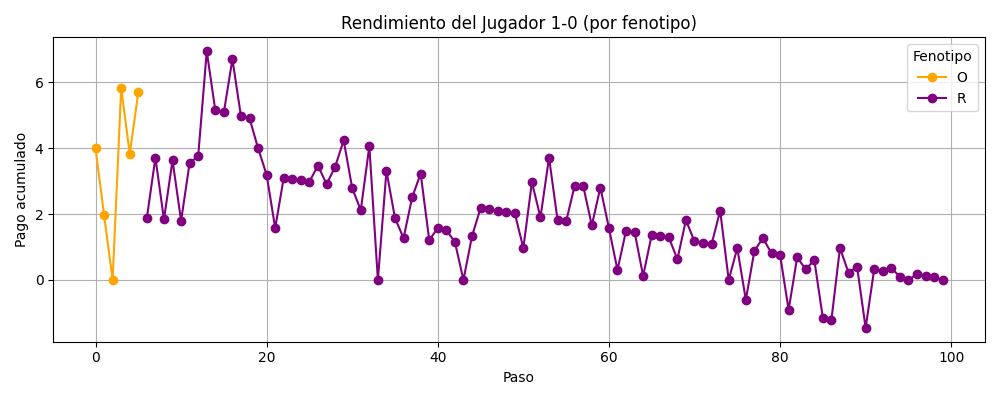 Rendimiento del Jugador 1-0 (por fenotipo)
Pago acumulado
6
4
2
0
Fenotipo
O
R
0
20
40
60
80
100
Paso